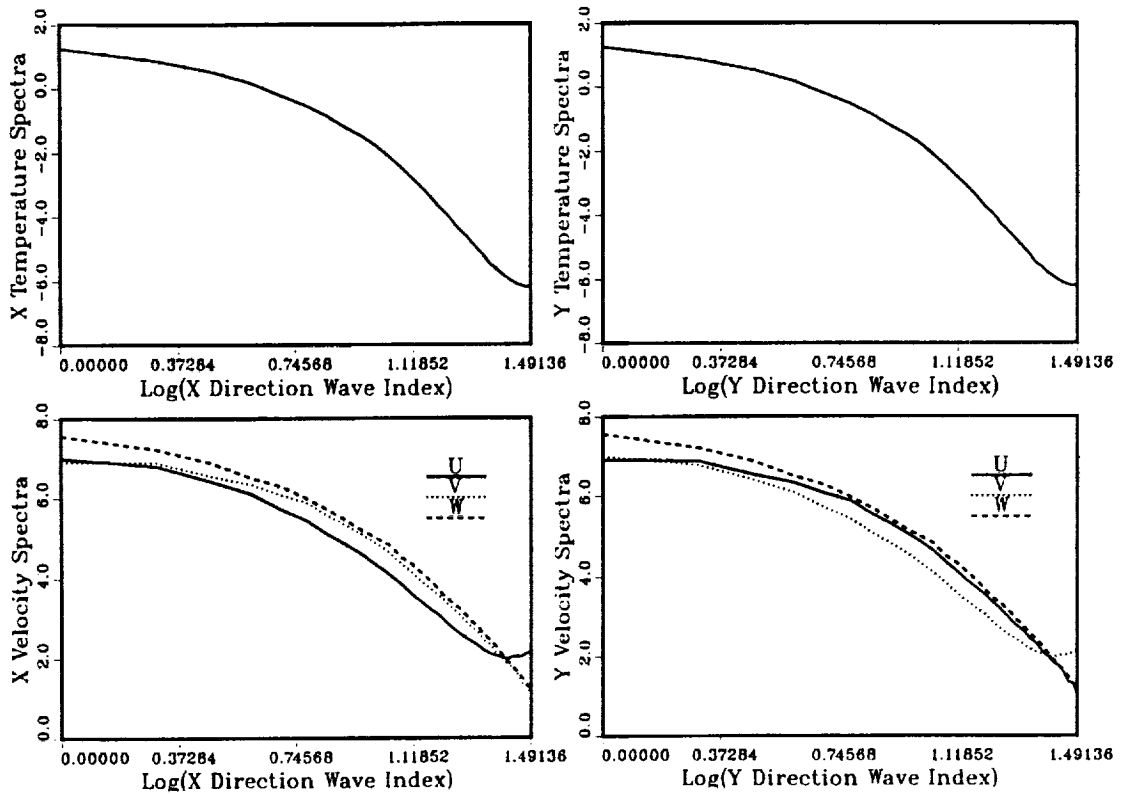 X Temperature Spectra
2.0
0.0
-2.0
-4.0
-6.0
-8.0
0.00000 0.37284 0.74568 1.11852 1.49136
Log(X Direction Wave Index)
Y Temperature Spectra
2.0
0.0
-2.0
-4.0
-6.0
-8.0
0.00000 0.37284 0.74568 1.11852 1.49136
Log(Y Direction Wave Index)
X Velocity Spectra
8.0
6.0
4.0
2.0
0.0
U
V
W
0.00000 0.37284 0.74568 1.11852 1.49136
Log(X Direction Wave Index)
Y Velocity Spectra
8.0
6.0
4.0
2.0
0.0
U
V
W
0.00000 0.37284 0.74568 1.11852 1.49136
Log(Y Direction Wave Index)